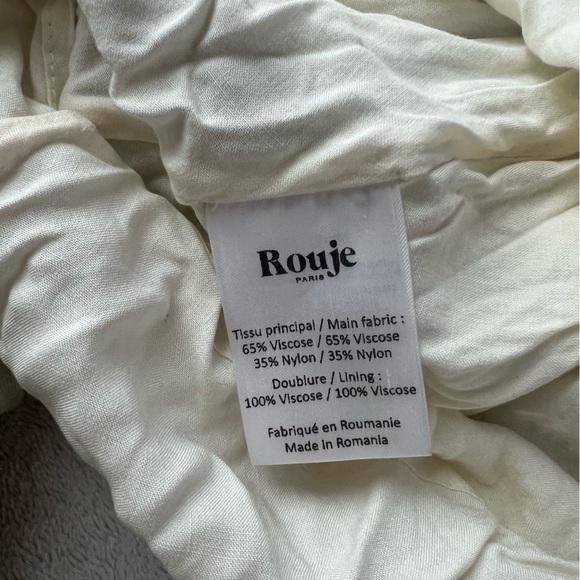 Rouje
PARIS
Tissu principal / Main fabric :
65% Viscose / 65% Viscose
35% Nylon / 35% Nylon
Doublure / Lining :
100% Viscose / 100% Viscose
Fabriqué en Roumanie
Made in Romania